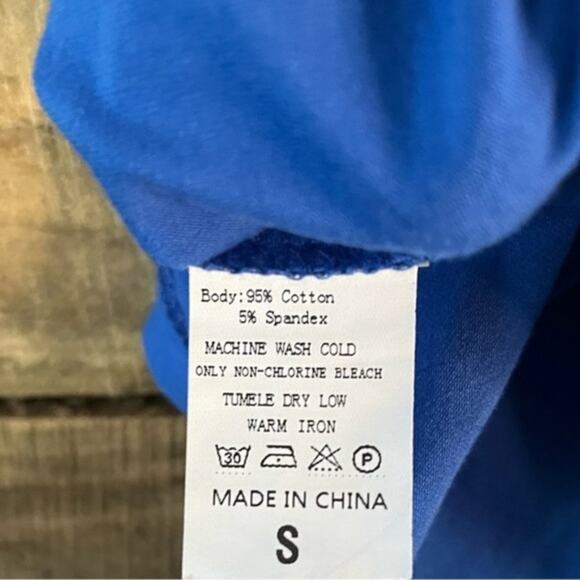 Body:95% Cotton
5% Spandex
MACHINE WASH COLD
ONLY NON-CHLORINE BLEACH
TUMELE DRY LOW
WARM IRON
30 P
MADE IN CHINA
S